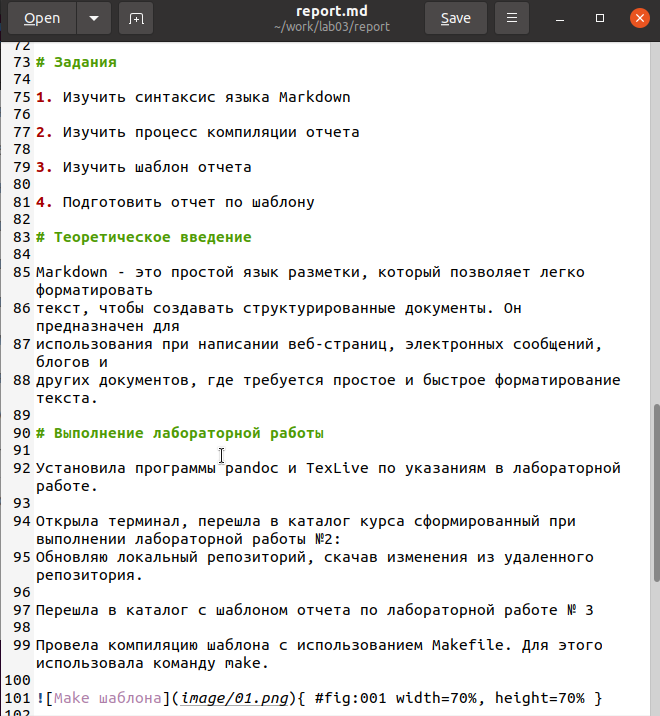 Open
report.md
~/work/lab03/report
Save
72
73 # Задания
74
75 1. Изучить синтаксис языка Markdown
76
77 2. Изучить процесс компиляции отчета
78
79 3. Изучить шаблон отчета
80
81 4. Подготовить отчет по шаблону
82
83 # Теоретическое введение
84
85 Markdown - это простой язык разметки, который позволяет легко
форматировать
86 текст, чтобы создавать структурированные документы. Он
предназначен для
87 использования при написании веб-страниц, электронных сообщений,
блогов и
88 других документов, где требуется простое и быстрое форматирование
текста.
89
90 # Выполнение лабораторной работы
91
92 Установила программы pandoc и TexLive по указаниям в лабораторной
работе.
93
94 Открыла терминал, перешла в каталог курса сформированный при
выполнении лабораторной работы №2:
95 Обновляю локальный репозиторий, скачав изменения из удаленного
репозитория.
96
97 Перешла в каталог с шаблоном отчета по лабораторной работе № 3
98
99 Провела компиляцию шаблона с использованием Makefile. Для этого
использовала команду make.
100
101 ![Make шаблона](image/01.png){ #fig:001 width=70%, height=70% }
102